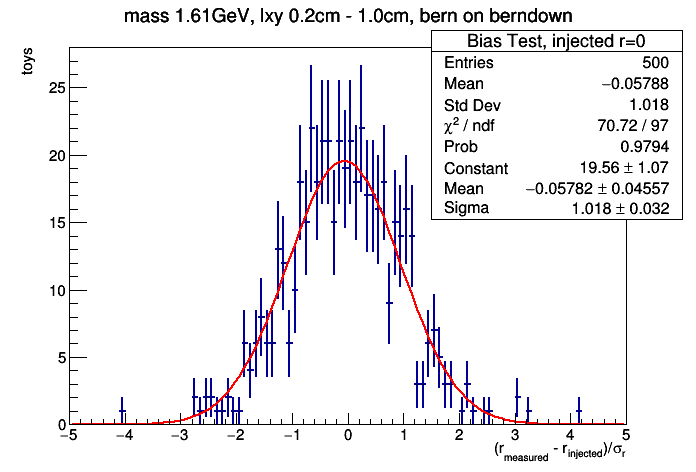 mass 1.61GeV, lxy 0.2cm - 1.0cm, bern on berndown
Bias Test, injected r=0
Entries 500
Mean −0.05788
Std Dev 1.018
χ² / ndf 70.72 / 97
Prob 0.9794
Constant 19.56 ± 1.07
Mean −0.05782 ± 0.04557
Sigma 1.018 ± 0.032
toys
25
20
15
10
5
0
−5 −4 −3 −2 −1 0 1 2 3 4 5
(r_measured - r_injected)/σ_r